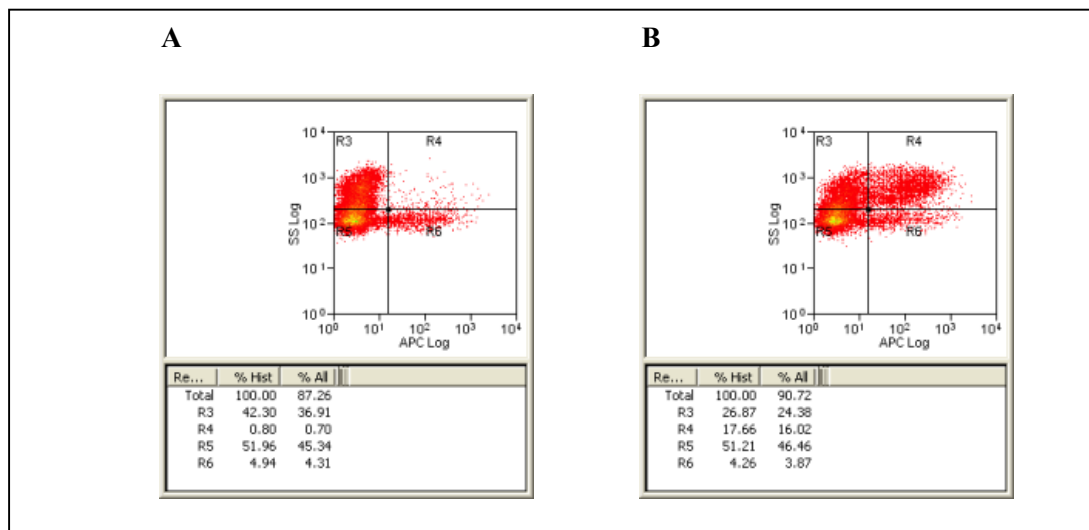 A
B
10⁴
R3
R4
10³
SS Log
10²
R5
R6
10¹
10⁰
10⁰ 10¹ 10² 10³ 10⁴
APC Log
Re... % Hist % All
Total 100.00 87.26
R3 42.30 36.91
R4 0.80 0.70
R5 51.96 45.34
R6 4.94 4.31
10⁴
R3
R4
10³
SS Log
10²
R5
R6
10¹
10⁰
10⁰ 10¹ 10² 10³ 10⁴
APC Log
Re... % Hist % All
Total 100.00 90.72
R3 26.87 24.38
R4 17.66 16.02
R5 51.21 46.46
R6 4.26 3.87